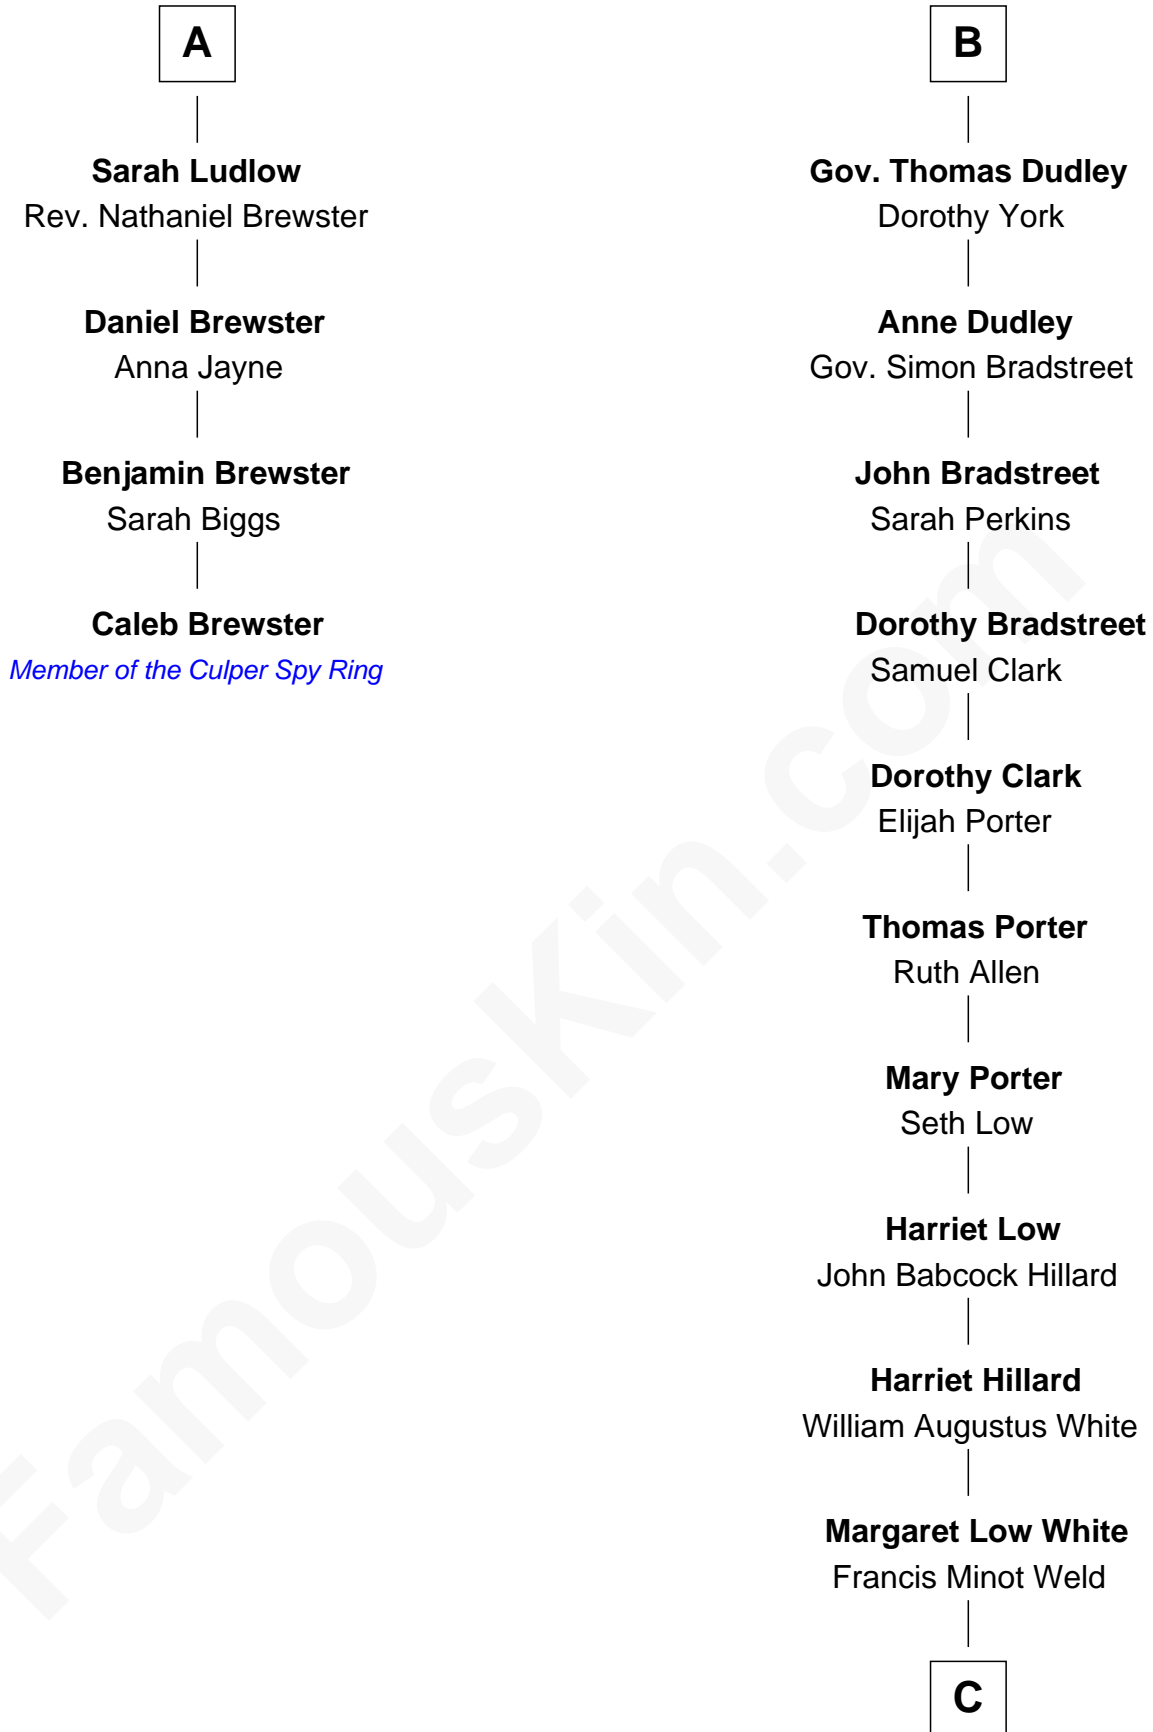 A
Sarah Ludlow
Rev. Nathaniel Brewster
Daniel Brewster
Anna Jayne
Benjamin Brewster
Sarah Biggs
Caleb Brewster
Member of the Culper Spy Ring
B
Gov. Thomas Dudley
Dorothy York
Anne Dudley
Gov. Simon Bradstreet
John Bradstreet
Sarah Perkins
Dorothy Bradstreet
Samuel Clark
Dorothy Clark
Elijah Porter
Thomas Porter
Ruth Allen
Mary Porter
Seth Low
Harriet Low
John Babcock Hillard
Harriet Hillard
William Augustus White
Margaret Low White
Francis Minot Weld
C
FamousKin.com